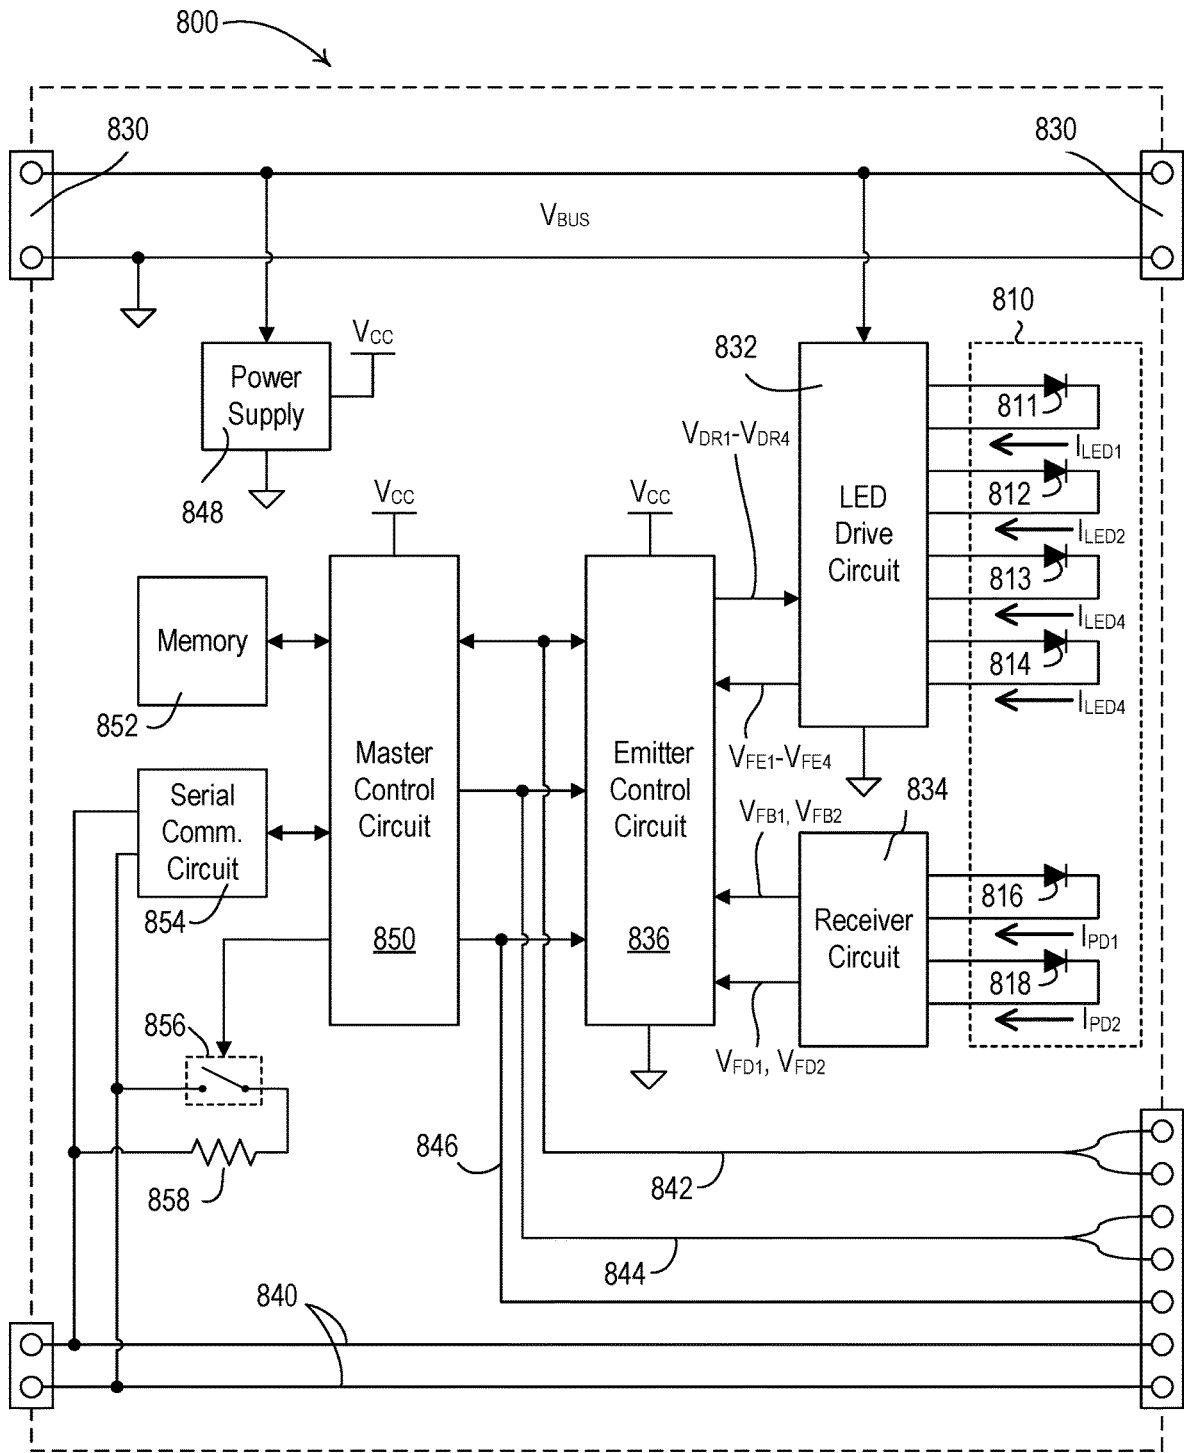 800
830
830
VBUS
810
832
VCC
Power
Supply
848
VDR1-VDR4
811
ILED1
812
ILED2
813
ILED4
814
ILED4
LED
Drive
Circuit
VCC
VCC
Memory
852
Master
Control
Circuit
850
Emitter
Control
Circuit
836
VFE1-VFE4
834
VFB1, VFB2
Serial
Comm.
Circuit
854
Receiver
Circuit
816
IPD1
818
IPD2
VFD1, VFD2
856
858
846
842
844
840